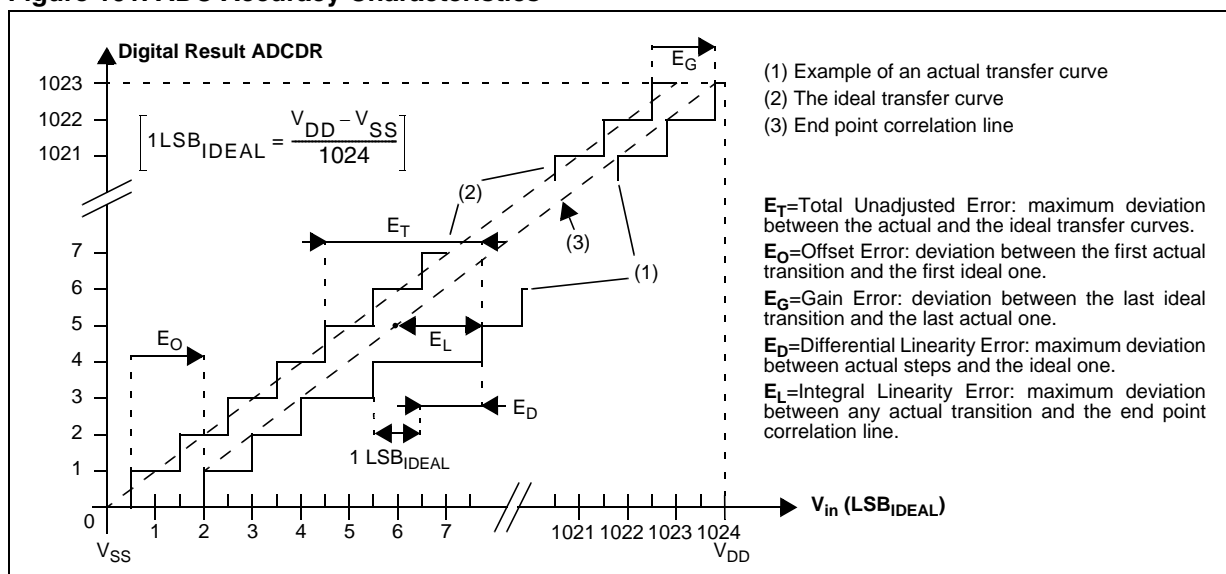 Digital Result ADCDR
1023
1022
1021
1LSB_IDEAL = (V_DD – V_SS) / 1024
7
6
5
4
3
2
1
0
E_G
(2)
E_T
(3)
(1)
E_O
E_L
E_D
1 LSB_IDEAL
1 2 3 4 5 6 7 1021 1022 1023 1024
V_SS
V_DD
V_in (LSB_IDEAL)
(1) Example of an actual transfer curve
(2) The ideal transfer curve
(3) End point correlation line
E_T=Total Unadjusted Error: maximum deviation
between the actual and the ideal transfer curves.
E_O=Offset Error: deviation between the first actual
transition and the first ideal one.
E_G=Gain Error: deviation between the last ideal
transition and the last actual one.
E_D=Differential Linearity Error: maximum deviation
between actual steps and the ideal one.
E_L=Integral Linearity Error: maximum deviation
between any actual transition and the end point
correlation line.